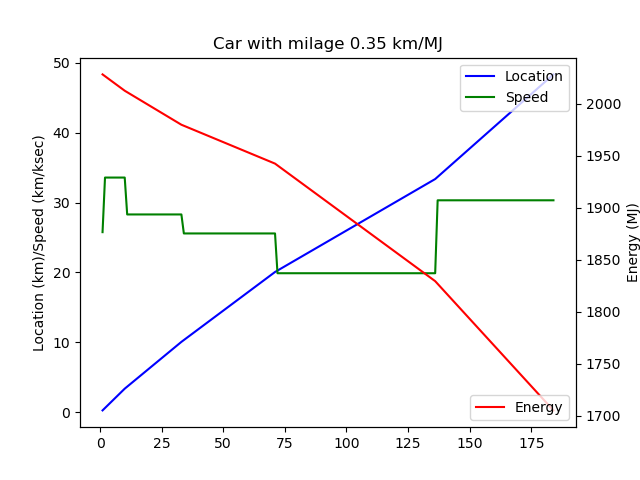 Car with milage 0.35 km/MJ
Location (km)/Speed (km/ksec)
50
40
30
20
10
0
Location
Speed
Energy
2000
1950
1900
1850
1800
1750
1700
Energy (MJ)
0 25 50 75 100 125 150 175